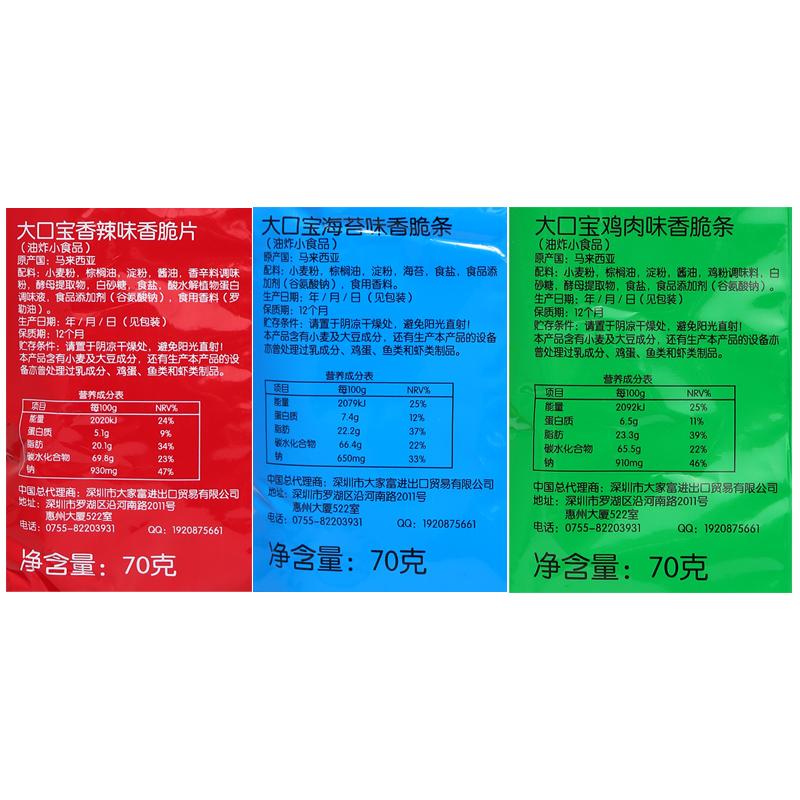 大口宝香辣味香脆片
（油炸小食品）
原产国：马来西亚
配料：小麦粉，棕榈油，淀粉，酱油，香辛料调味
粉，酵母提取物，白砂糖，食盐，酸水解植物蛋白
调味液，食品添加剂（谷氨酸钠），食用香料（罗
勒油）。
生产日期：年／月／日（见包装）
保质期：12个月
贮存条件：请置于阴凉干燥处，避免阳光直射！
本产品含有小麦及大豆成分，还有生产本产品的设
备亦曾处理过乳成分、鸡蛋、鱼类和虾类制品。
营养成分表
项目 每100g NRV%
能量 2020kJ 24%
蛋白质 5.1g 9%
脂肪 20.1g 34%
碳水化合物 69.8g 23%
钠 930mg 47%
中国总代理商：深圳市大家富进出口贸易有限公司
地址：深圳市罗湖区沿河南路2011号
惠州大厦522室
电话：0755-82203931 QQ：1920875661
净含量：70克
大口宝海苔味香脆条
（油炸小食品）
原产国：马来西亚
配料：小麦粉，棕榈油，淀粉，海苔，食盐，食品添
加剂（谷氨酸钠），食用香料。
生产日期：年／月／日（见包装）
保质期：12个月
贮存条件：请置于阴凉干燥处，避免阳光直射！
本产品含有小麦及大豆成分，还有生产本产品的设备
亦曾处理过乳成分、鸡蛋、鱼类和虾类制品。
营养成分表
项目 每100g NRV%
能量 2079kJ 25%
蛋白质 7.4g 12%
脂肪 22.2g 37%
碳水化合物 66.4g 22%
钠 650mg 33%
中国总代理商：深圳市大家富进出口贸易有限公司
地址：深圳市罗湖区沿河南路2011号
惠州大厦522室
电话：0755-82203931 QQ：1920875661
净含量：70克
大口宝鸡肉味香脆条
（油炸小食品）
原产国：马来西亚
配料：小麦粉，棕榈油，淀粉，酱油，鸡粉调味料，白
砂糖，酵母提取物，食盐，食品添加剂（谷氨酸钠）。
生产日期：年／月／日（见包装）
保质期：12个月
贮存条件：请置于阴凉干燥处，避免阳光直射！
本产品含有小麦及大豆成分，还有生产本产品的设备亦
曾处理过乳成分、鸡蛋、鱼类和虾类制品。
营养成分表
项目 每100g NRV%
能量 2092kJ 25%
蛋白质 6.5g 11%
脂肪 23.3g 39%
碳水化合物 65.5g 22%
钠 910mg 46%
中国总代理商：深圳市大家富进出口贸易有限公司
地址：深圳市罗湖区沿河南路2011号
惠州大厦522室
电话：0755-82203931 QQ：1920875661
净含量：70克